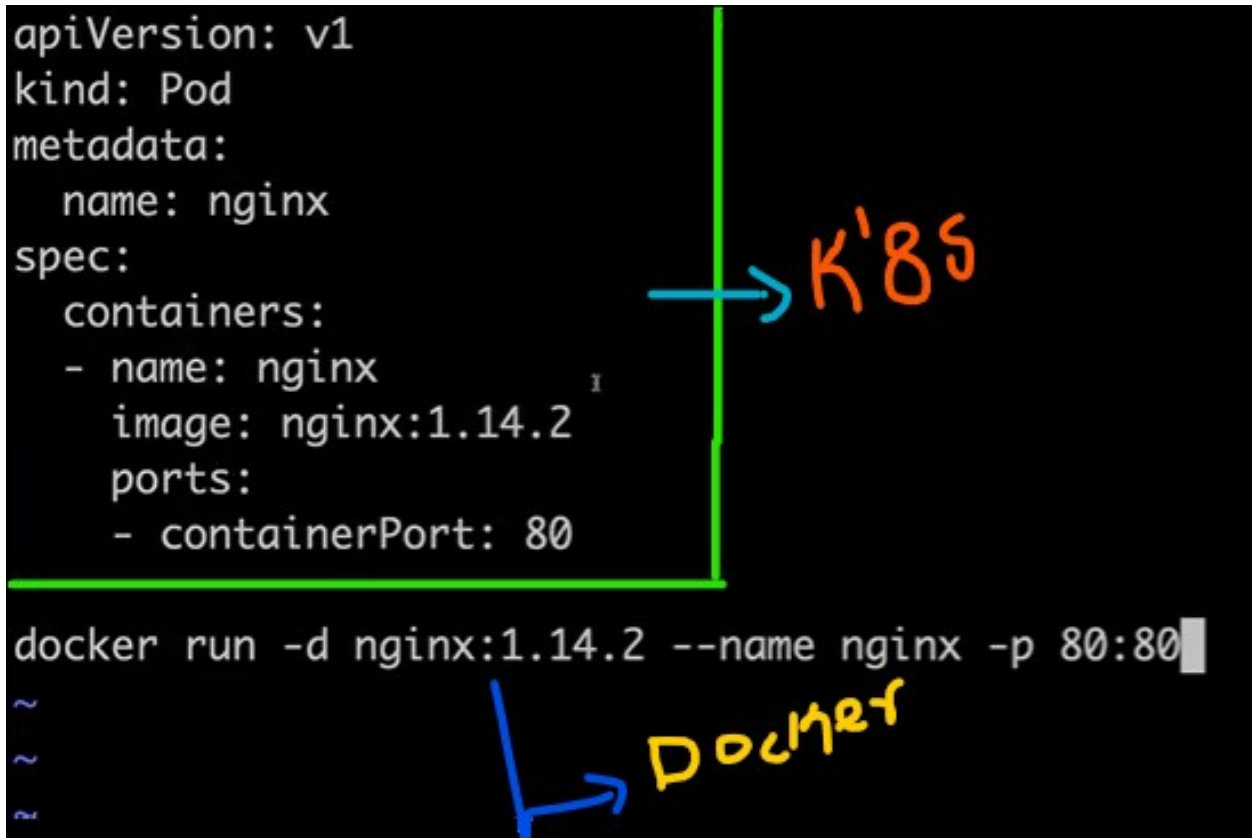 apiVersion: v1
kind: Pod
metadata:
  name: nginx
spec:
K'8s
  containers:
  - name: nginx
    image: nginx:1.14.2
    ports:
    - containerPort: 80
docker run -d nginx:1.14.2 --name nginx -p 80:80
~
Docker
~
~